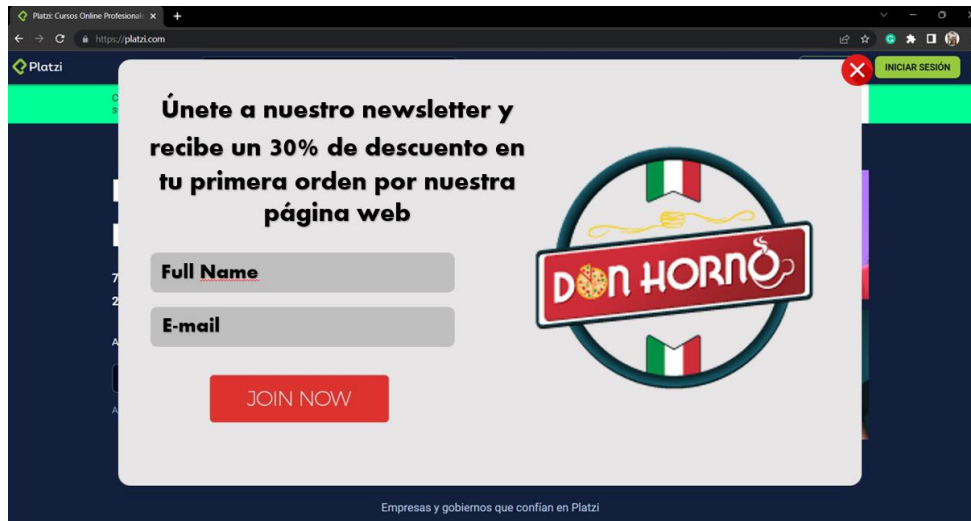 Platzi: Cursos Online Profesional
https://platzi.com
Platzi
INICIAR SESIÓN
Únete a nuestro newsletter y
recibe un 30% de descuento en
tu primera orden por nuestra
página web
Full Name
E-mail
JOIN NOW
DON HORNO
Empresas y gobiernos que confían en Platzi